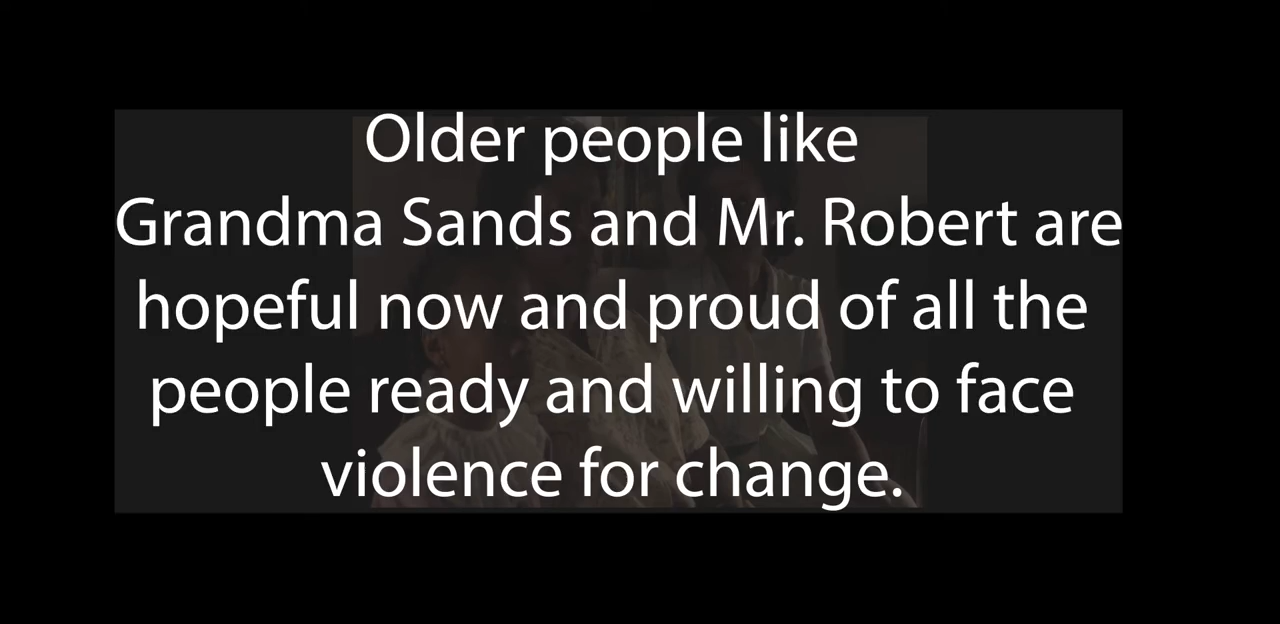 Older people like
Grandma Sands and Mr. Robert are
hopeful now and proud of all the
people ready and willing to face
violence for change.